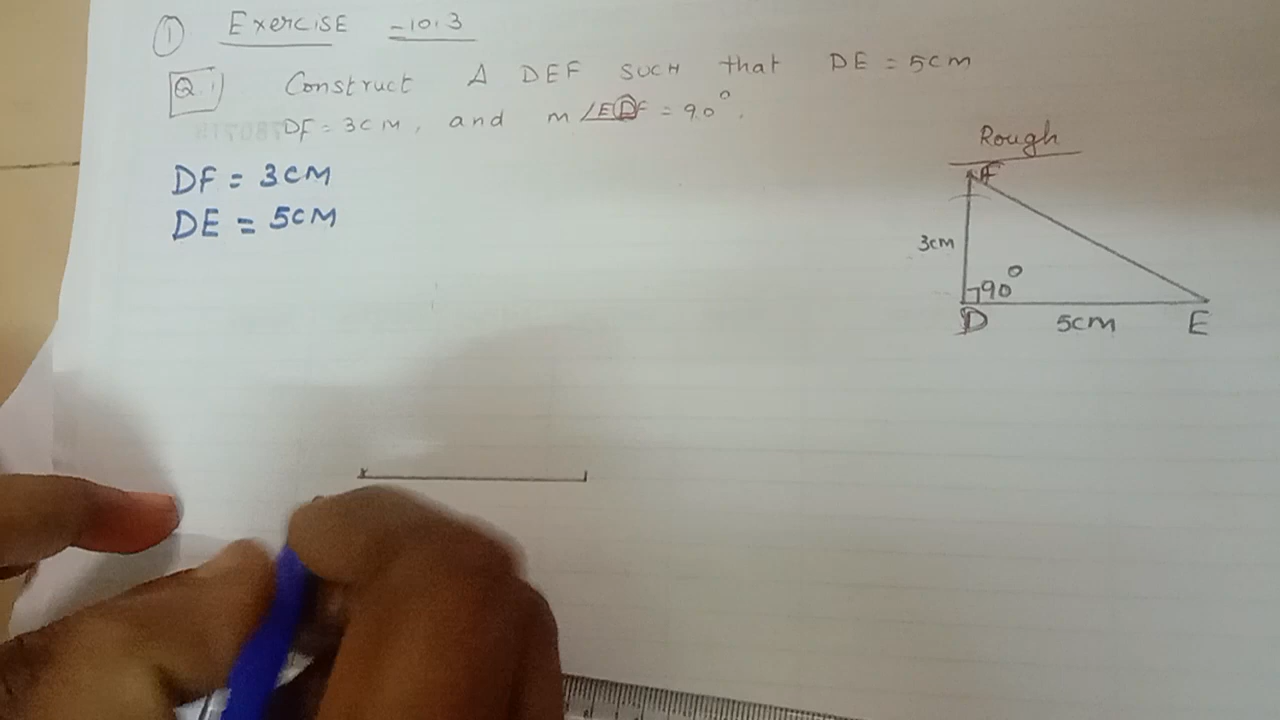 ① Exercise -10.3
Q.1) Construct Δ DEF SUCH that DE = 5cm
DF = 3CM, and m ∠EDF = 90°.
DF = 3CM
DE = 5CM
Rough
F
3cm
90°
D 5cm E